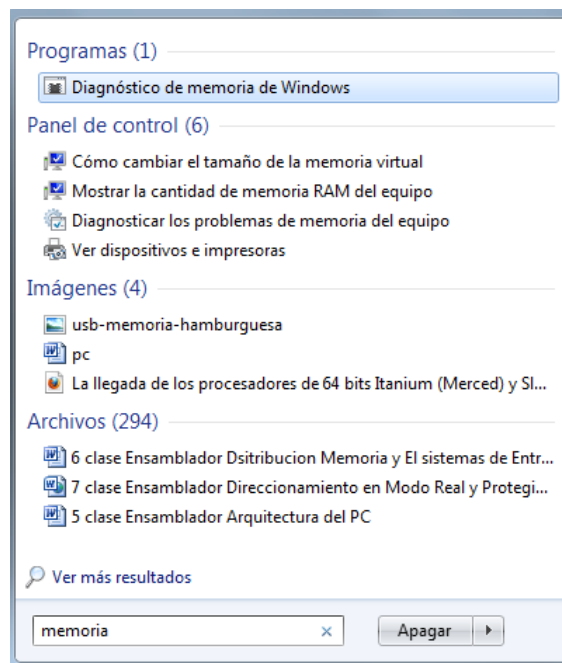 Programas (1)
Diagnóstico de memoria de Windows
Panel de control (6)
Cómo cambiar el tamaño de la memoria virtual
Mostrar la cantidad de memoria RAM del equipo
Diagnosticar los problemas de memoria del equipo
Ver dispositivos e impresoras
Imágenes (4)
usb-memoria-hamburguesa
pc
La llegada de los procesadores de 64 bits Itanium (Merced) y Sl...
Archivos (294)
6 clase Ensamblador Dsitribucion Memoria y El sistemas de Entr...
7 clase Ensamblador Direccionamiento en Modo Real y Protegi...
5 clase Ensamblador Arquitectura del PC
Ver más resultados
memoria
Apagar